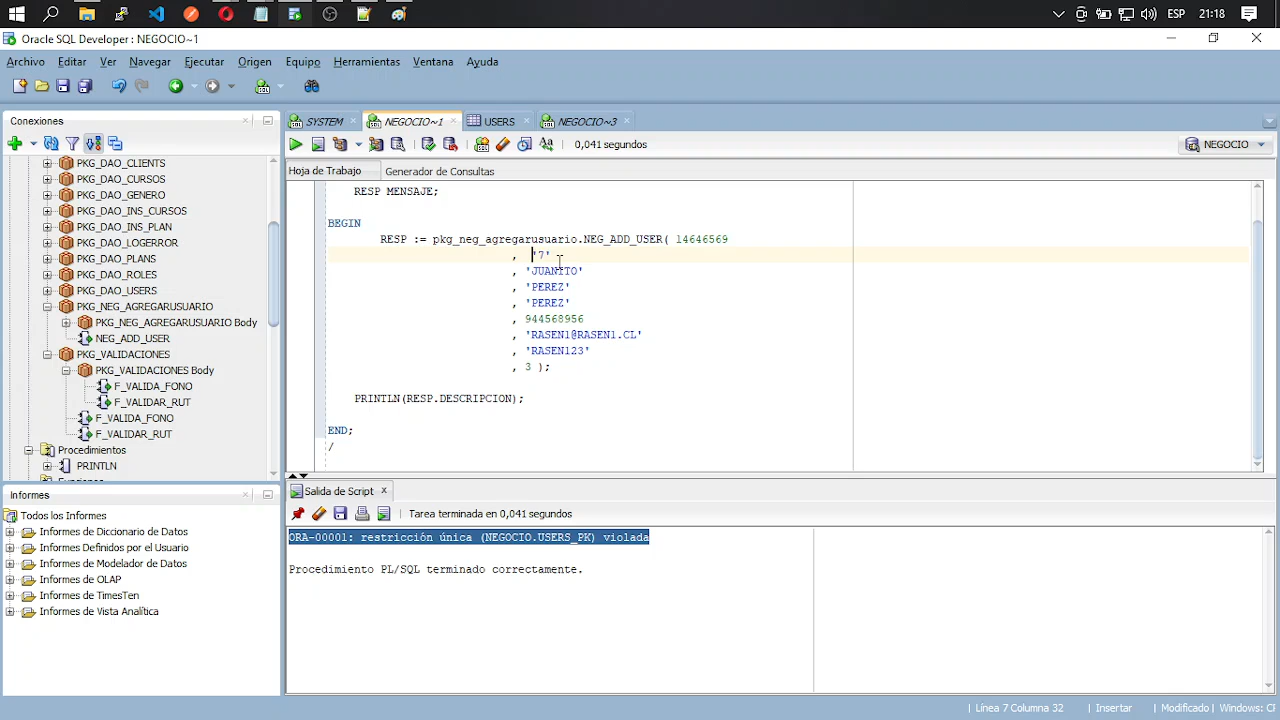 ESP
21:18
Oracle SQL Developer : NEGOCIO~1
Archivo Editar Ver Navegar Ejecutar Origen Equipo Herramientas Ventana Ayuda
Conexiones
SYSTEM NEGOCIO~1 USERS NEGOCIO~3
0,041 segundos
NEGOCIO
Hoja de Trabajo Generador de Consultas
PKG_DAO_CLIENTS
PKG_DAO_CURSOS
PKG_DAO_GENERO
PKG_DAO_INS_CURSOS
PKG_DAO_INS_PLAN
PKG_DAO_LOGERROR
PKG_DAO_PAGOS
PKG_DAO_PLANES
PKG_DAO_ROLES
PKG_DAO_USERS
PKG_NEG_AGREGARUSUARIO
PKG_NEG_AGREGARUSUARIO Body
NEG_ADD_USER
PKG_VALIDACIONES
PKG_VALIDACIONES Body
F_VALIDA_FONO
F_VALIDAR_RUT
F_VALIDA_FONO
F_VALIDAR_RUT
Procedimientos
PRINTLN
RESP MENSAJE;
BEGIN
RESP := pkg_neg_agregarusuario.NEG_ADD_USER( 14646569
, '7'
, 'JUANITO'
, 'PEREZ'
, 'PEREZ'
, 944568956
, 'RASEN1@RASEN1.CL'
, 'RASEN123'
, 3 );
PRINTLN(RESP.DESCRIPCION);
END;
/
Informes
Todos los Informes
Informes de Diccionario de Datos
Informes Definidos por el Usuario
Informes de Modelador de Datos
Informes de OLAP
Informes de TimesTen
Informes de Vista Analítica
Salida de Script
Tarea terminada en 0,041 segundos
ORA-00001: restricción única (NEGOCIO.USERS_PK) violada
Procedimiento PL/SQL terminado correctamente.
Línea 7 Columna 32 Insertar Modificado Windows: CF